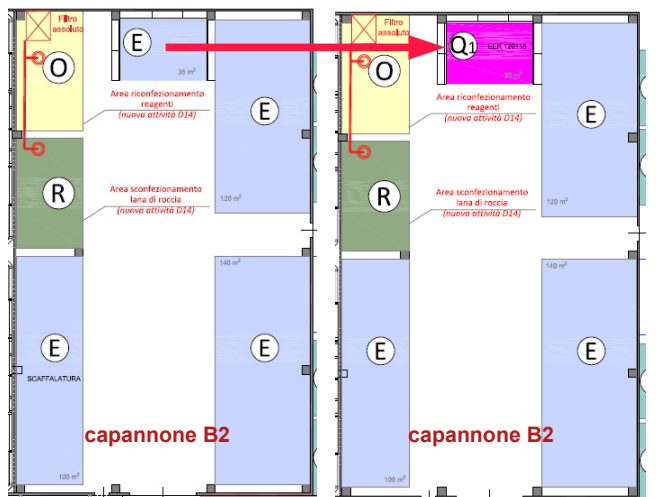 Filtro
assoluto
E
35 m²
O
Area riconfezionamento
reagenti
(nuova attività D14)
E
R
Area sconfezionamento
lana di roccia
(nuova attività D14)
120 m²
140 m²
E
SCAFFALATURA
E
capannone B2
100 m²
Filtro
assoluto
Q1
EER 120116
35 m²
O
Area riconfezionamento
reagenti
(nuova attività D14)
E
R
Area sconfezionamento
lana di roccia
(nuova attività D14)
120 m²
140 m²
E
E
capannone B2
100 m²